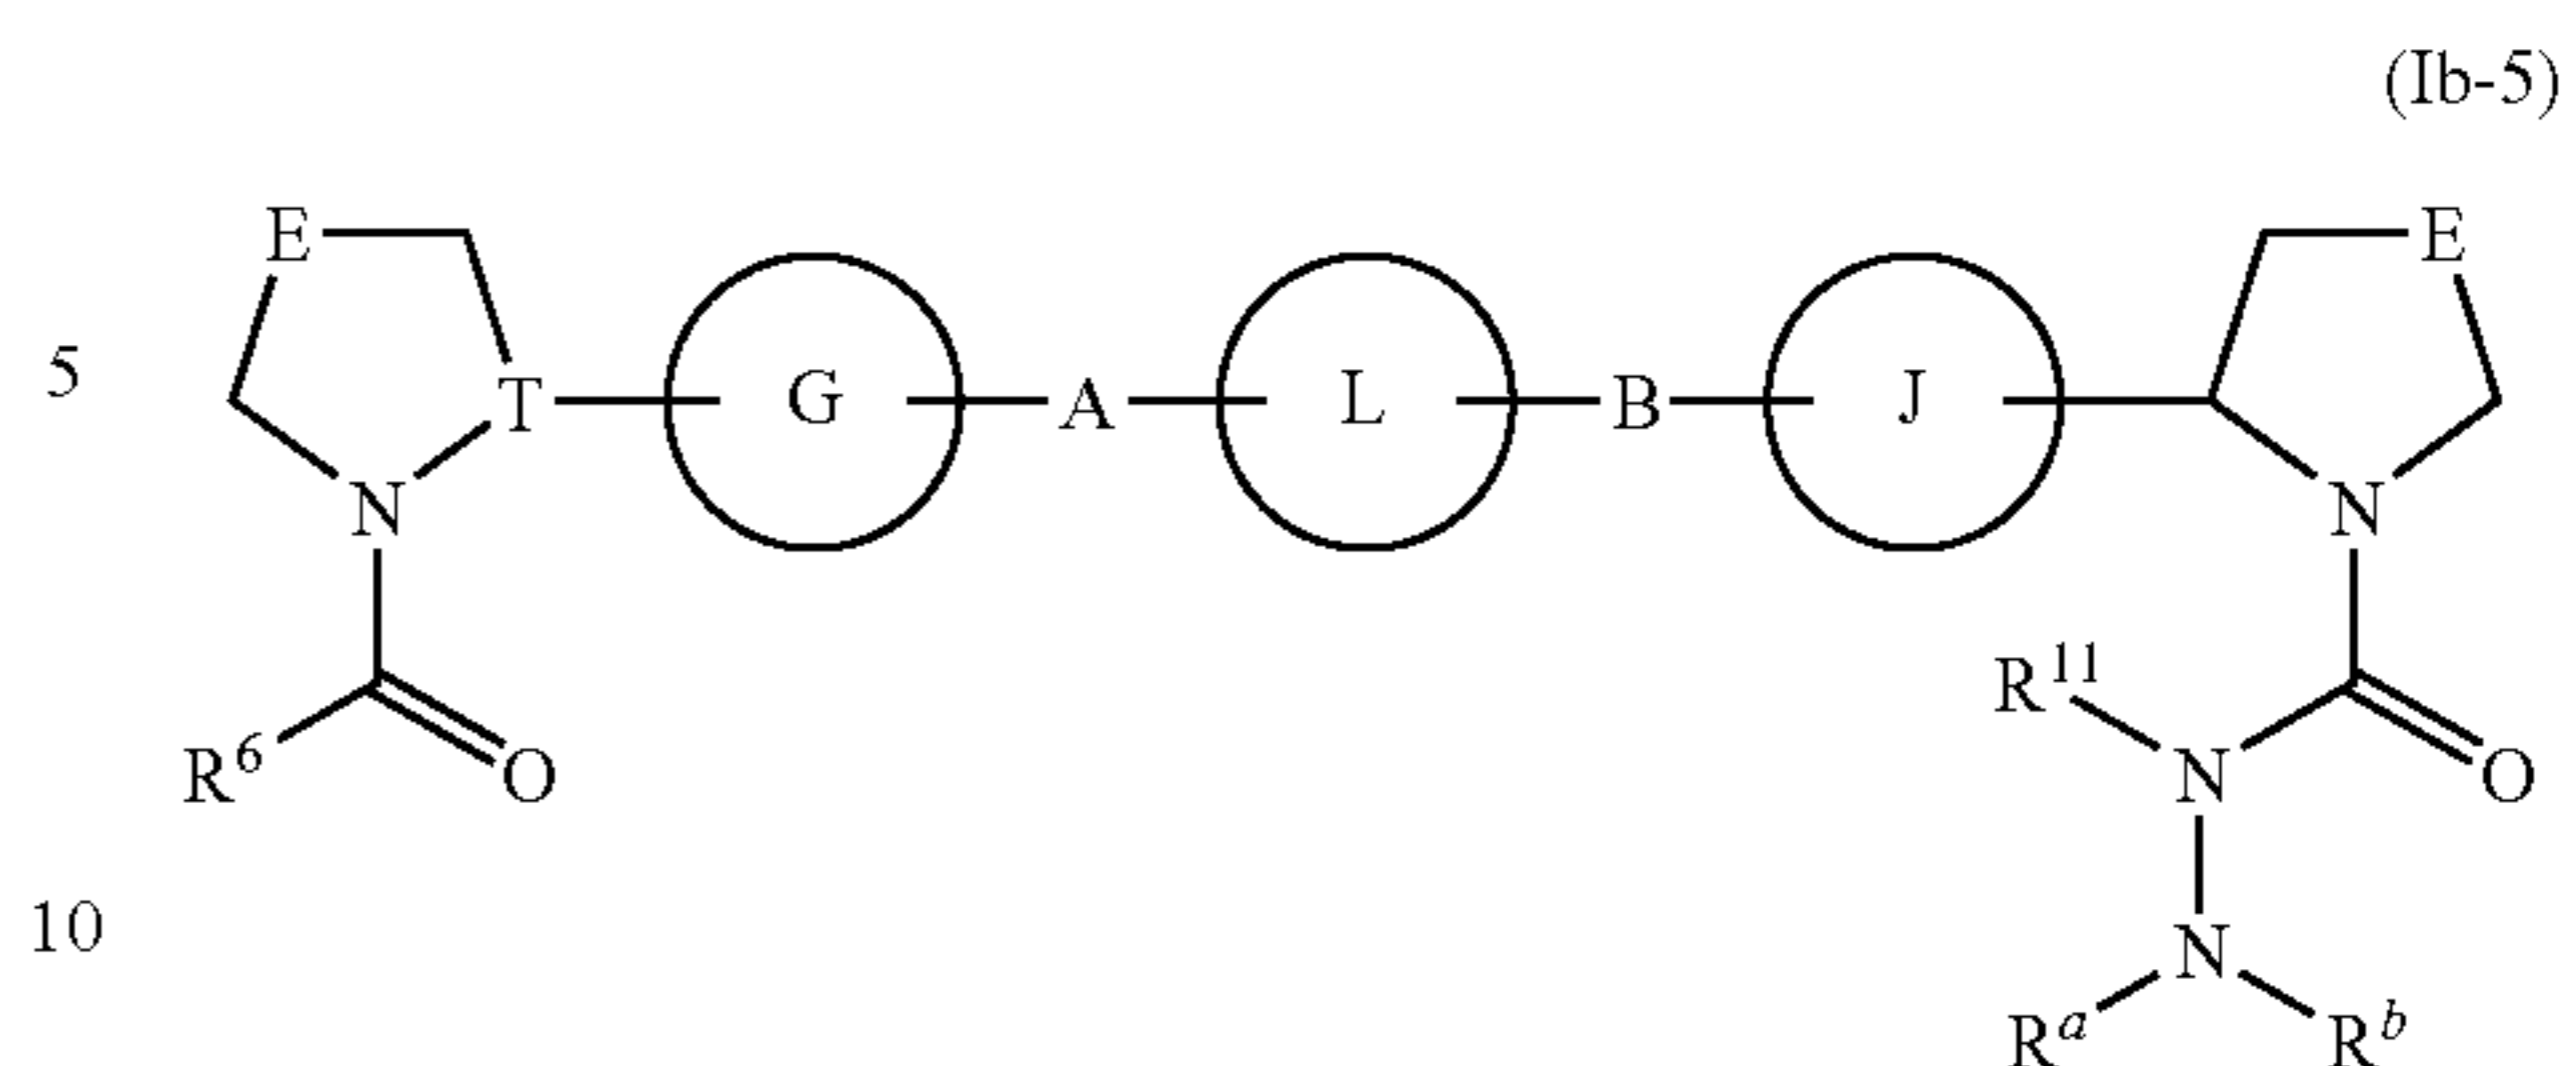 (Ib-5)
E E
5 T G A L B J
N N
R¹¹
R⁶ O N O
10 N
Rᵃ Rᵇ